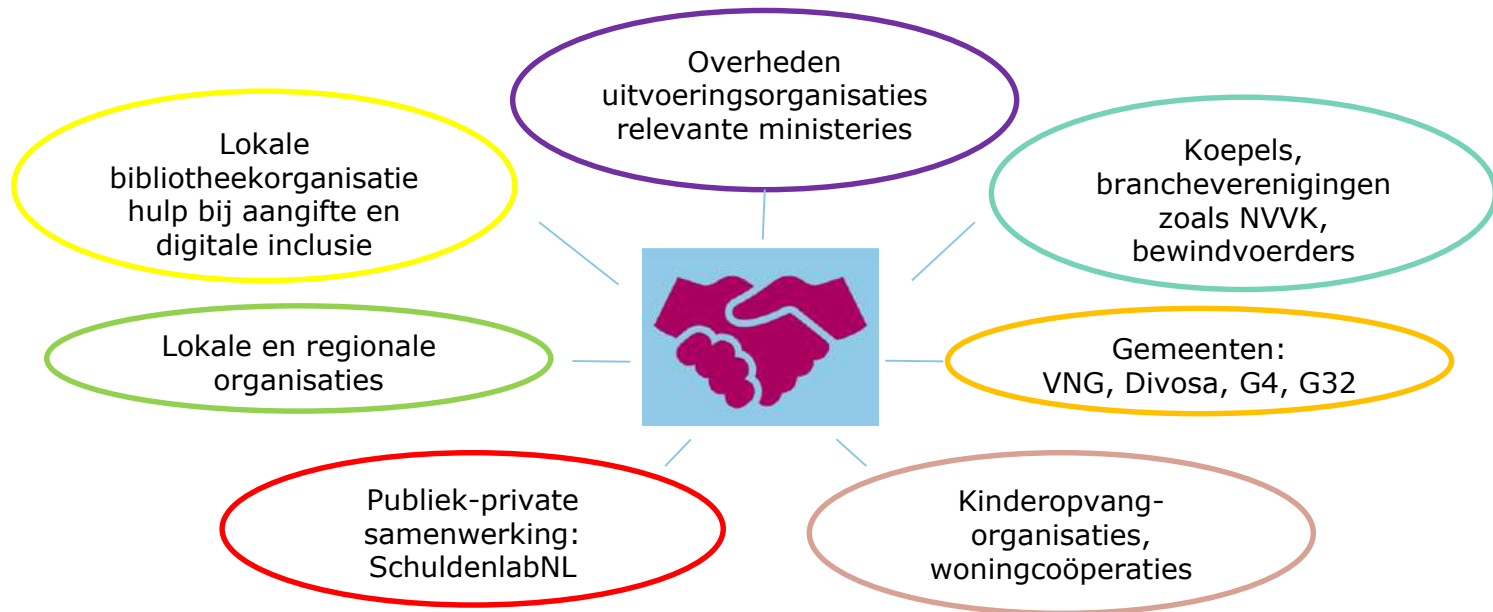 Overheden
uitvoeringsorganisaties
relevante ministeries
Lokale
bibliotheekorganisatie
hulp bij aangifte en
digitale inclusie
Koepels,
brancheverenigingen
zoals NVVK,
bewindvoerders
Lokale en regionale
organisaties
Gemeenten:
VNG, Divosa, G4, G32
Publiek-private
samenwerking:
SchuldenlabNL
Kinderopvang-
organisaties,
woningcoöperaties